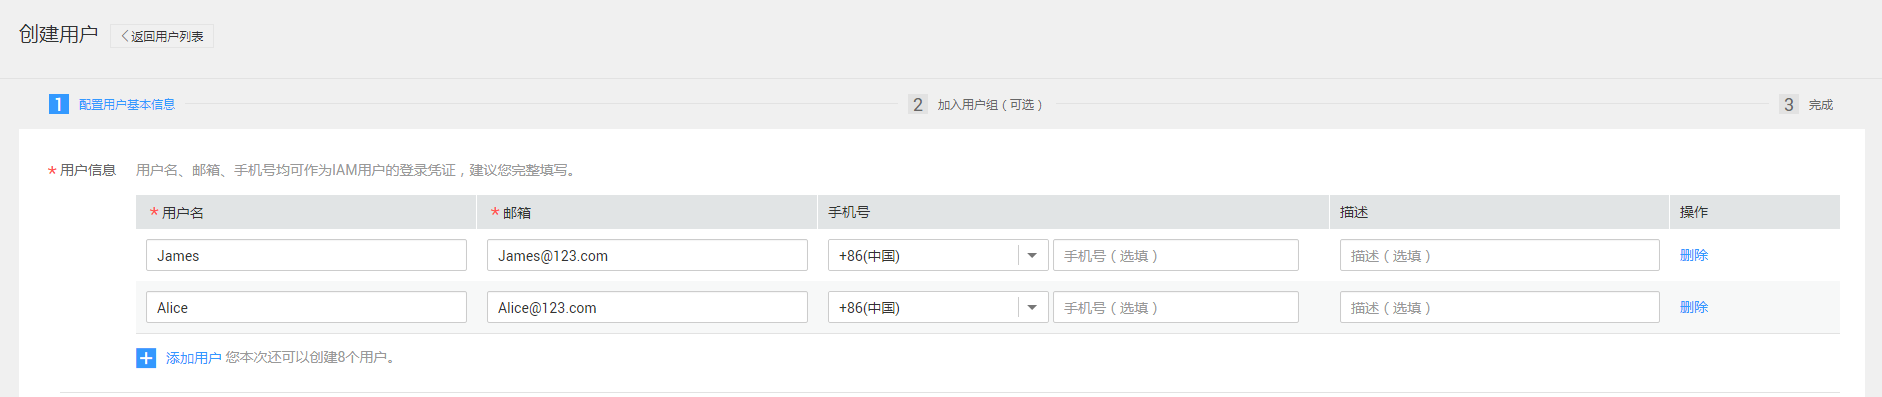 创建用户 <返回用户列表
1 配置用户基本信息 2 加入用户组（可选） 3 完成
* 用户信息 用户名、邮箱、手机号均可作为IAM用户的登录凭证，建议您完整填写。
* 用户名 * 邮箱 手机号 描述 操作
James James@123.com +86(中国) 手机号（选填） 描述（选填） 删除
Alice Alice@123.com +86(中国) 手机号（选填） 描述（选填） 删除
+ 添加用户 您本次还可以创建8个用户。